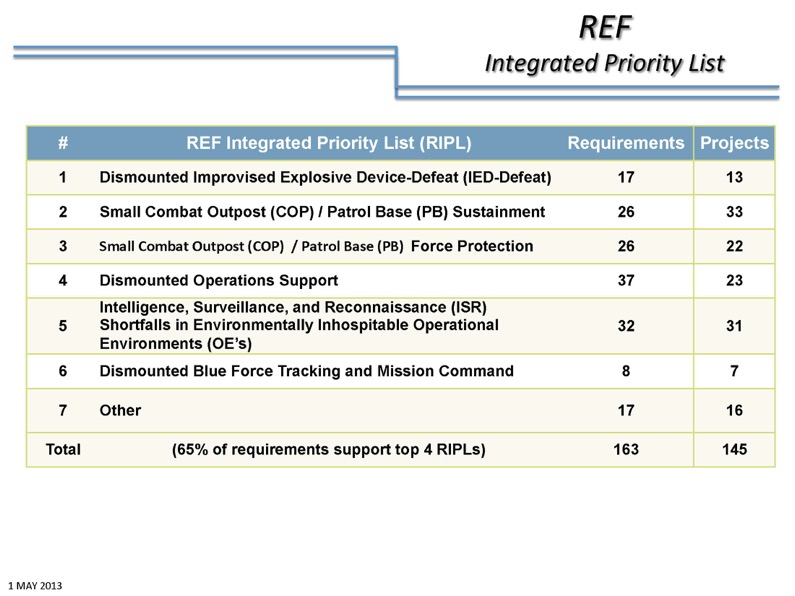 REF
Integrated Priority List
# REF Integrated Priority List (RIPL) Requirements Projects
1 Dismounted Improvised Explosive Device-Defeat (IED-Defeat) 17 13
2 Small Combat Outpost (COP) / Patrol Base (PB) Sustainment 26 33
3 Small Combat Outpost (COP) / Patrol Base (PB) Force Protection 26 22
4 Dismounted Operations Support 37 23
Intelligence, Surveillance, and Reconnaissance (ISR)
5 Shortfalls in Environmentally Inhospitable Operational 32 31
Environments (OE's)
6 Dismounted Blue Force Tracking and Mission Command 8 7
7 Other 17 16
Total (65% of requirements support top 4 RIPLs) 163 145
1 MAY 2013